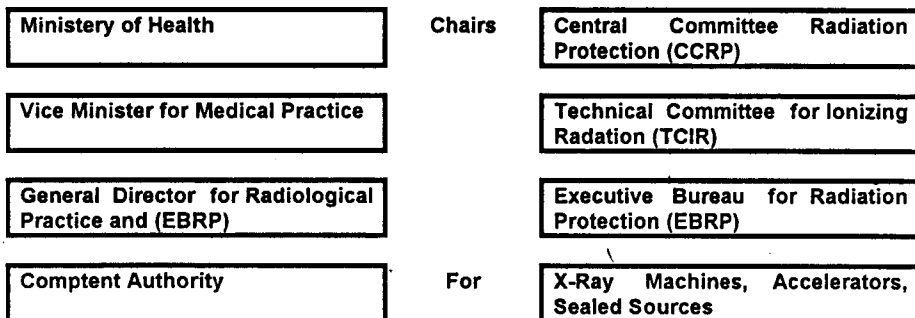 Ministery of Health
Chairs
Central Committee Radiation
Protection (CCRP)
Vice Minister for Medical Practice
Technical Committee for Ionizing
Radation (TCIR)
General Director for Radiological
Practice and (EBRP)
Executive Bureau for Radiation
Protection (EBRP)
Comptent Authority
For
X-Ray Machines, Accelerators,
Sealed Sources